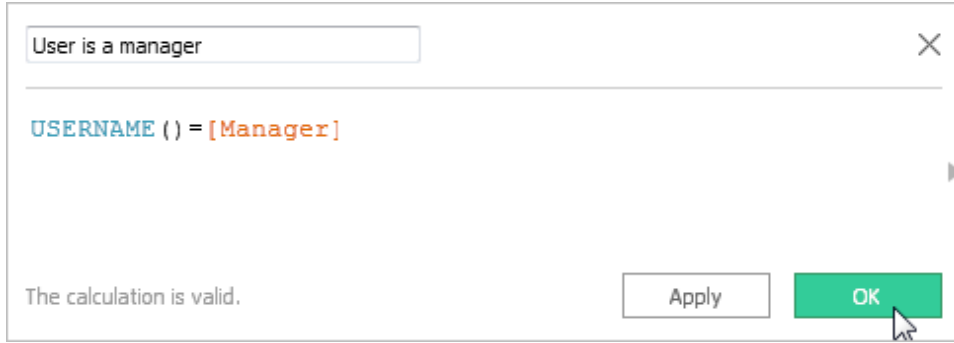 User is a manager
USERNAME()=[Manager]
The calculation is valid.
Apply
OK